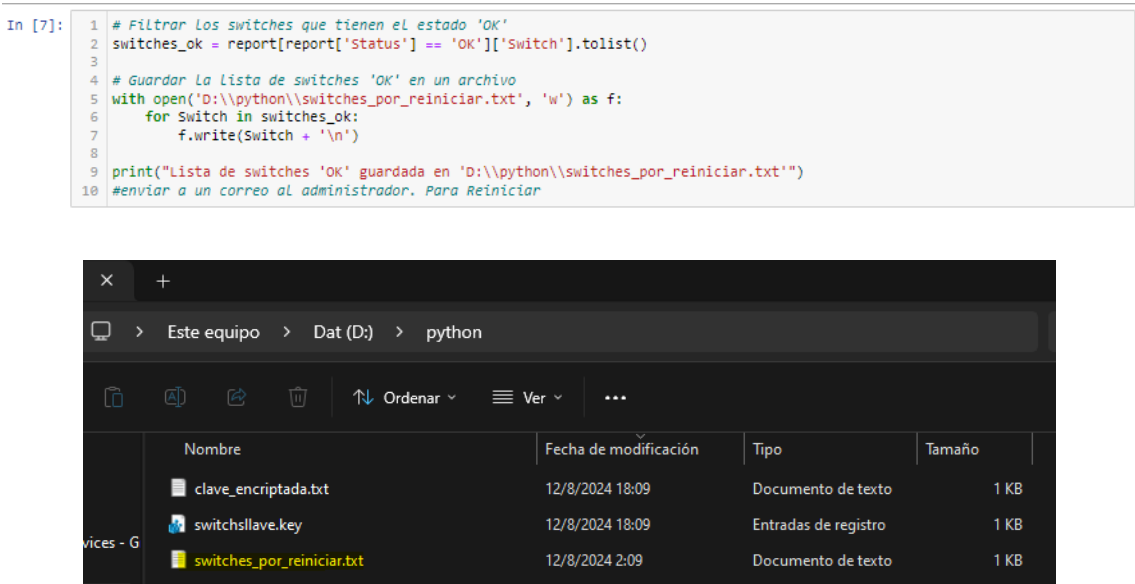 In [7]:
1 # Filtrar los switches que tienen el estado 'OK'
2 switches_ok = report[report['Status'] == 'OK']['Switch'].tolist()
3
4 # Guardar la lista de switches 'OK' en un archivo
5 with open('D:\\python\\switches_por_reiniciar.txt', 'w') as f:
6     for Switch in switches_ok:
7         f.write(Switch + '\n')
8
9 print("Lista de switches 'OK' guardada en 'D:\\python\\switches_por_reiniciar.txt'")
10 #enviar a un correo al administrador. Para Reiniciar
Este equipo > Dat (D:) > python
Ordenar Ver ...
Nombre Fecha de modificación Tipo Tamaño
clave_encriptada.txt 12/8/2024 18:09 Documento de texto 1 KB
switchsllave.key 12/8/2024 18:09 Entradas de registro 1 KB
vices - G
switches_por_reiniciar.txt 12/8/2024 2:09 Documento de texto 1 KB